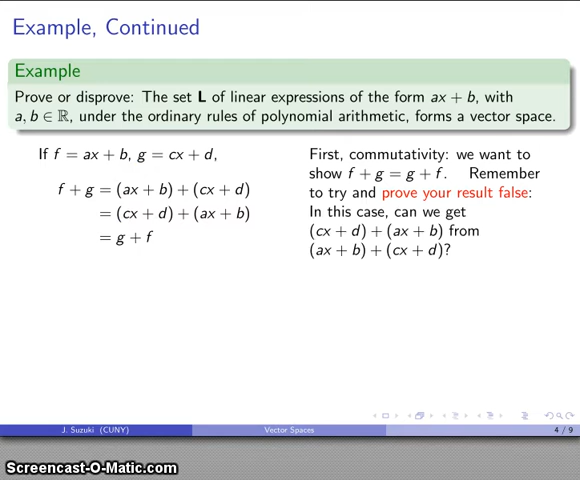 Example, Continued
Example
Prove or disprove: The set L of linear expressions of the form ax + b, with
a, b ∈ ℝ, under the ordinary rules of polynomial arithmetic, forms a vector space.
If f = ax + b, g = cx + d,
f + g = (ax + b) + (cx + d)
= (cx + d) + (ax + b)
= g + f
First, commutativity: we want to
show f + g = g + f. Remember
to try and prove your result false:
In this case, can we get
(cx + d) + (ax + b) from
(ax + b) + (cx + d)?
J. Suzuki (CUNY) Vector Spaces 4 / 9
Screencast-O-Matic.com